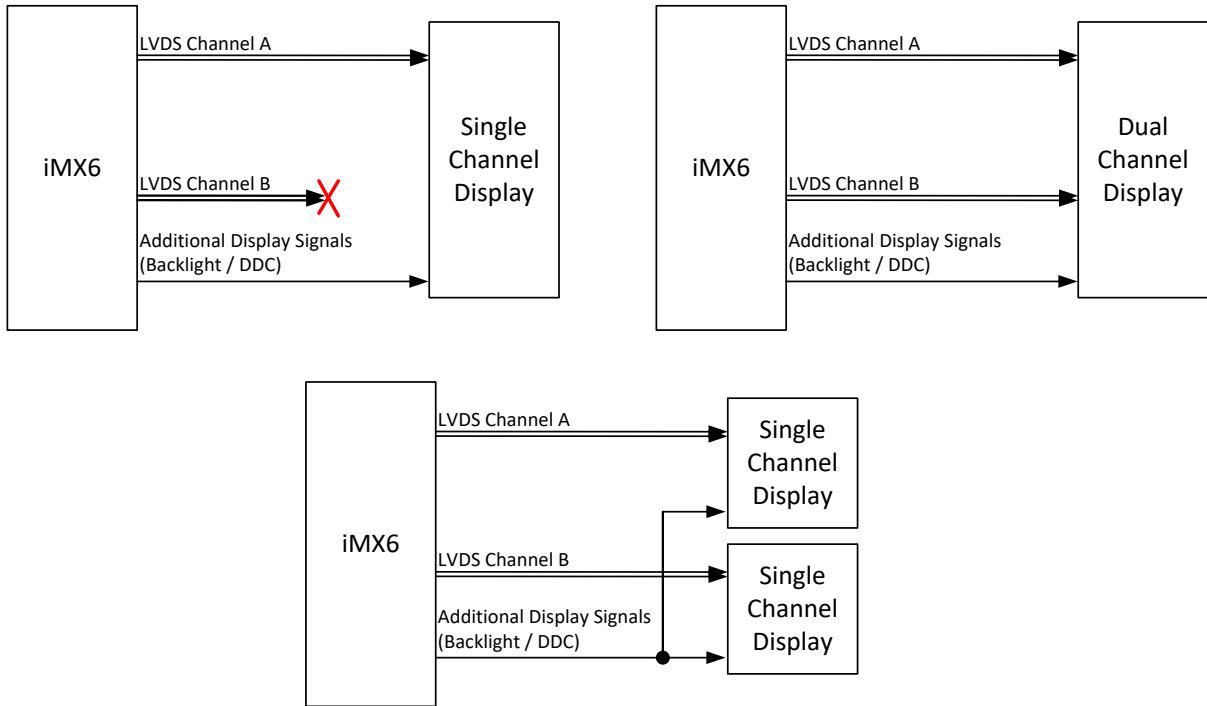 LVDS Channel A
iMX6
Single
Channel
Display
LVDS Channel B
Additional Display Signals
(Backlight / DDC)
LVDS Channel A
iMX6
Dual
Channel
Display
LVDS Channel B
Additional Display Signals
(Backlight / DDC)
LVDS Channel A
Single
Channel
Display
iMX6
LVDS Channel B
Single
Channel
Display
Additional Display Signals
(Backlight / DDC)